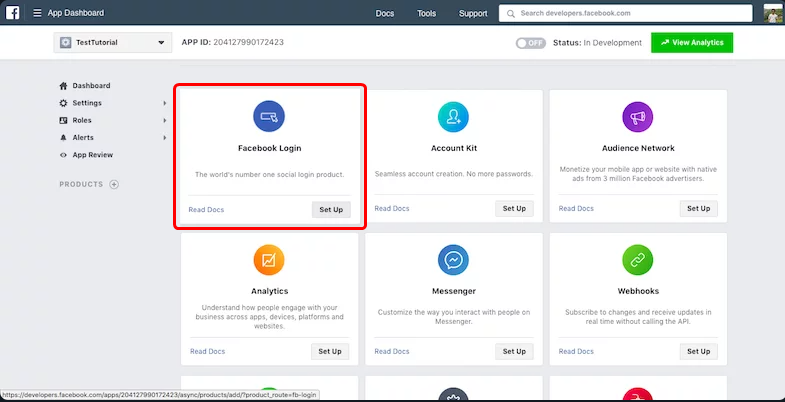 App Dashboard
Docs
Tools
Support
Search developers.facebook.com
TestTutorial
APP ID: 204127990172423
OFF
Status: In Development
View Analytics
Dashboard
Settings
Roles
Alerts
App Review
PRODUCTS
Facebook Login
The world's number one social login product.
Read Docs
Set Up
Account Kit
Seamless account creation. No more passwords.
Read Docs
Set Up
Audience Network
Monetize your mobile app or website with native
ads from 3 million Facebook advertisers.
Read Docs
Set Up
Analytics
Understand how people engage with your
business across apps, devices, platforms and
websites.
Read Docs
Set Up
Messenger
Customize the way you interact with people on
Messenger.
Read Docs
Set Up
Webhooks
Subscribe to changes and receive updates in
real time without calling the API.
Read Docs
Set Up
https://developers.facebook.com/apps/204127990172423/async/products/add/?product_route=fb-login